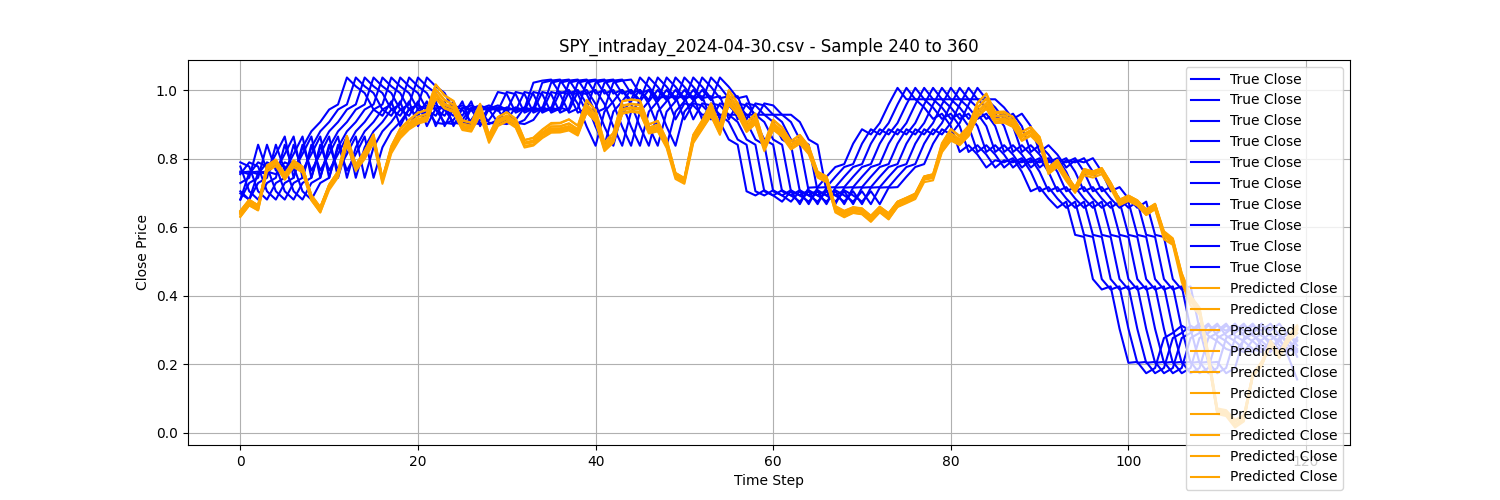 SPY_intraday_2024-04-30.csv - Sample 240 to 360
Close Price
1.0
0.8
0.6
0.4
0.2
0.0
True Close
True Close
True Close
True Close
True Close
True Close
True Close
True Close
True Close
True Close
Predicted Close
Predicted Close
Predicted Close
Predicted Close
Predicted Close
Predicted Close
Predicted Close
Predicted Close
Predicted Close
Predicted Close
0 20 40 60 80 100 120
Time Step